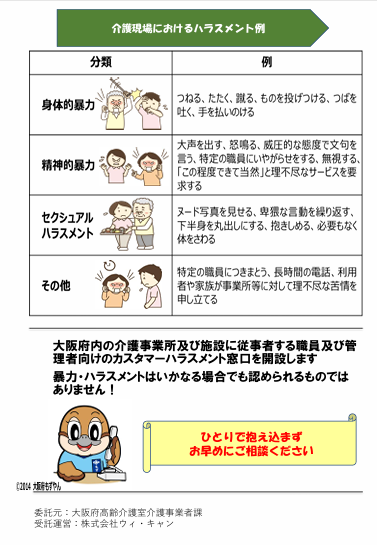 介護現場におけるハラスメント例
分類
例
身体的暴力
つねる、たたく、蹴る、ものを投げつける、つばを
吐く、手を払いのける
精神的暴力
大声を出す、怒鳴る、威圧的な態度で文句を
言う、特定の職員にいやがらせをする、無視する、
「この程度できて当然」と理不尽なサービスを要
求する
セクシュアル
ハラスメント
ヌード写真を見せる、卑猥な言動を繰り返す、
下半身を丸出しにする、抱きしめる、必要もなく
体をさわる
その他
特定の職員につきまとう、長時間の電話、利用
者や家族が事業所等に対して理不尽な苦情を
申し立てる
大阪府内の介護事業所及び施設に従事する職員及び管
理者向けのカスタマーハラスメント窓口を開設します
暴力・ハラスメントはいかなる場合でも認められるものでは
ありません！
ひとりで抱え込まず
お早めにご相談ください
©2014 大阪府もずやん
委託元：大阪府高齢介護室介護事業者課
受託運営：株式会社ウィ・キャン